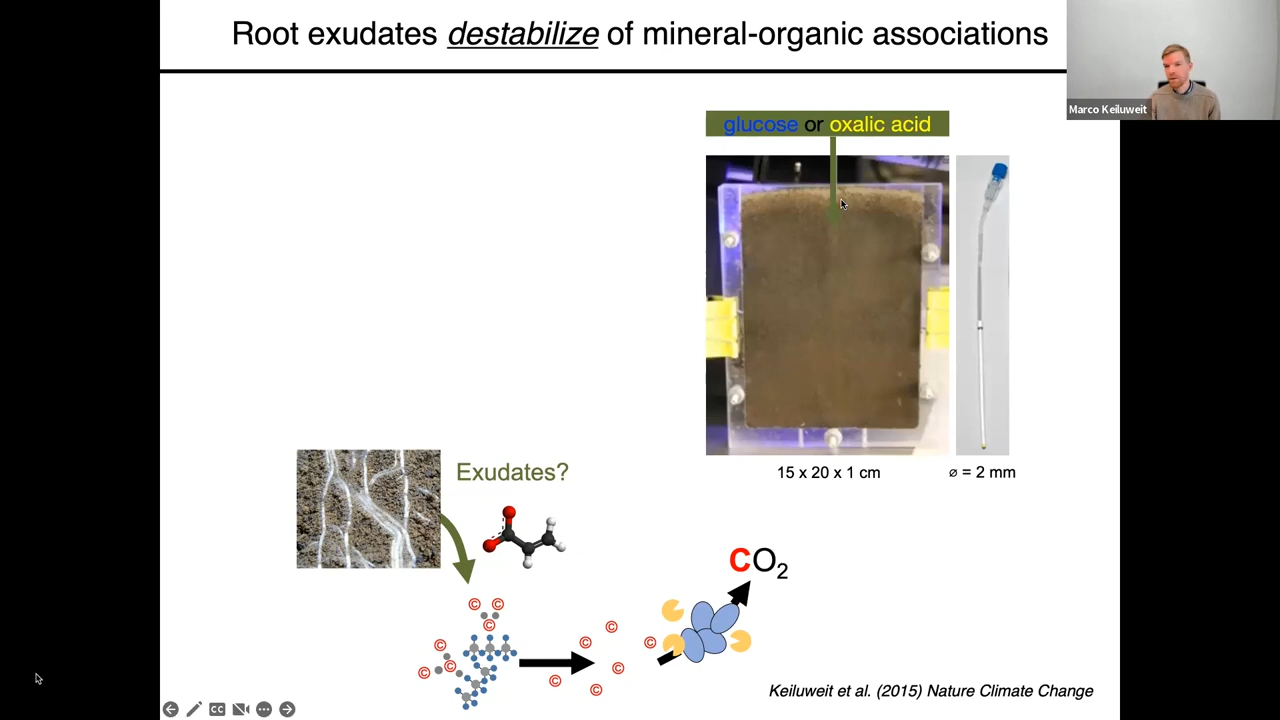 Root exudates destabilize of mineral-organic associations
Marco Keiluweit
glucose or oxalic acid
15 x 20 x 1 cm
⌀ = 2 mm
Exudates?
CO₂
© © ©
© © ©
© © © © © ©
CC
Keiluweit et al. (2015) Nature Climate Change